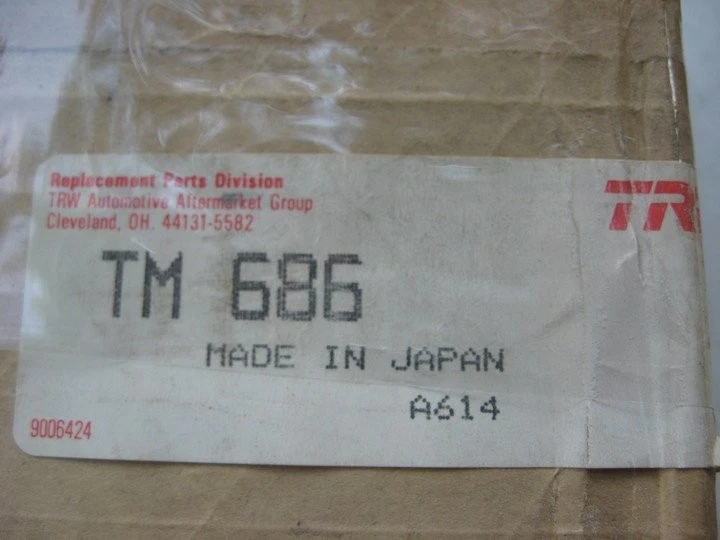 Replacement Parts Division
TRW Automotive Aftermarket Group
Cleveland, OH. 44131-5582
TR
TM 686
MADE IN JAPAN
A614
9006424